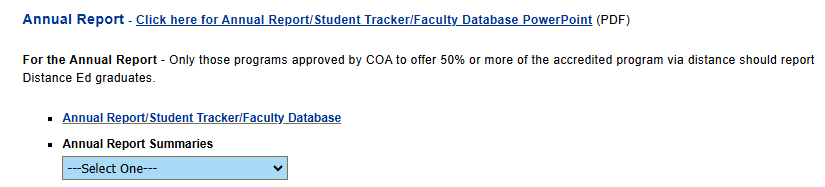 Annual Report - Click here for Annual Report/Student Tracker/Faculty Database PowerPoint (PDF)
For the Annual Report - Only those programs approved by COA to offer 50% or more of the accredited program via distance should report
Distance Ed graduates.
Annual Report/Student Tracker/Faculty Database
Annual Report Summaries
---Select One---